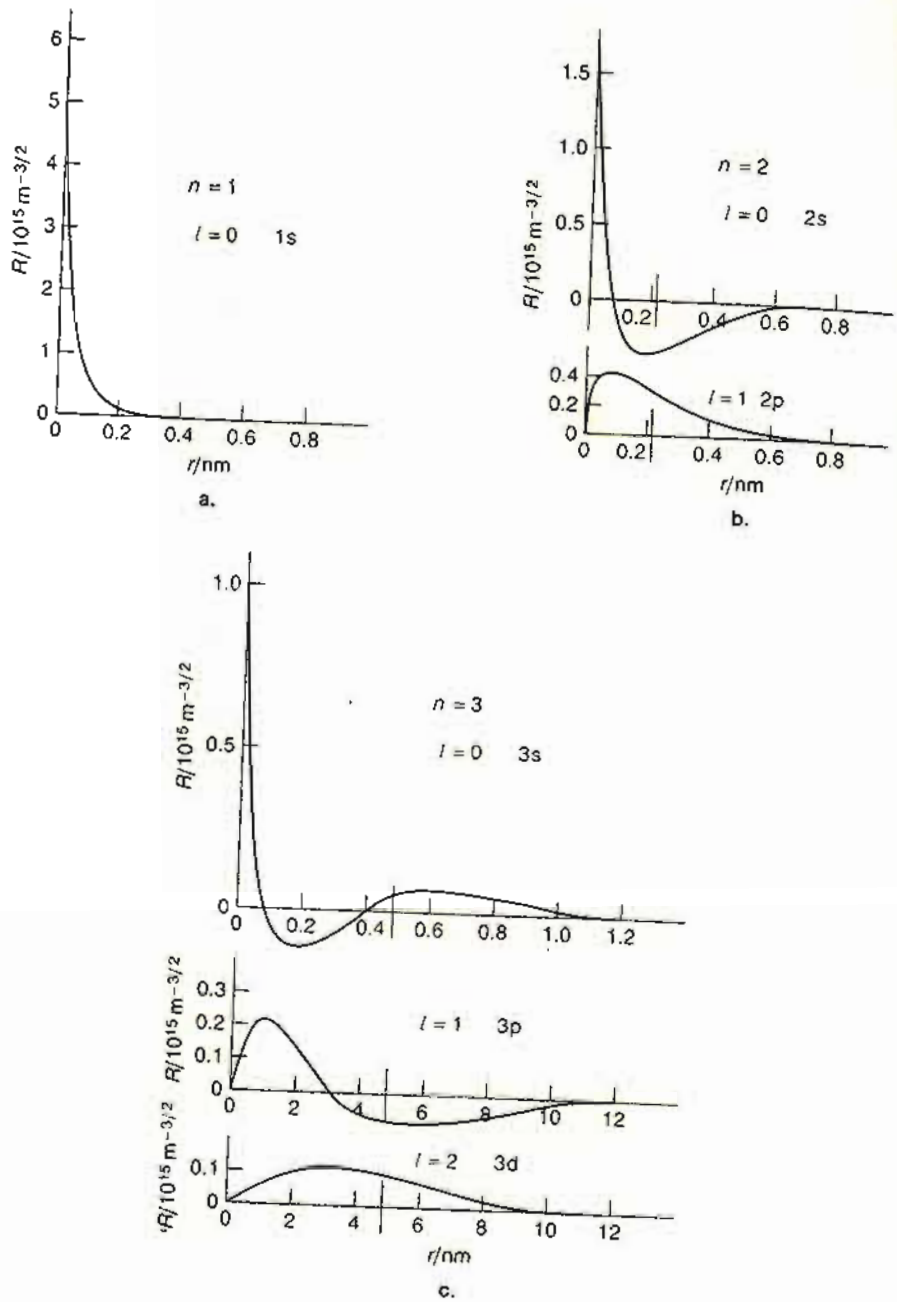 6
5
4
3
2
1
0
R/10¹⁵ m⁻³/²
n = 1
l = 0 1s
0 0.2 0.4 0.6 0.8
r/nm
a.
1.5
1.0
0.5
0
R/10¹⁵ m⁻³/²
n = 2
l = 0 2s
0.2 0.4 0.6 0.8
0.4
0.2
0
l = 1 2p
0 0.2 0.4 0.6 0.8
r/nm
b.
1.0
0.5
0
R/10¹⁵ m⁻³/²
n = 3
l = 0 3s
0 0.2 0.4 0.6 0.8 1.0 1.2
0.3
0.2
0.1
0
R/10¹⁵ m⁻³/²
l = 1 3p
0 2 4 6 8 10 12
0.1
0
R/10¹⁵ m⁻³/²
l = 2 3d
0 2 4 6 8 10 12
r/nm
c.